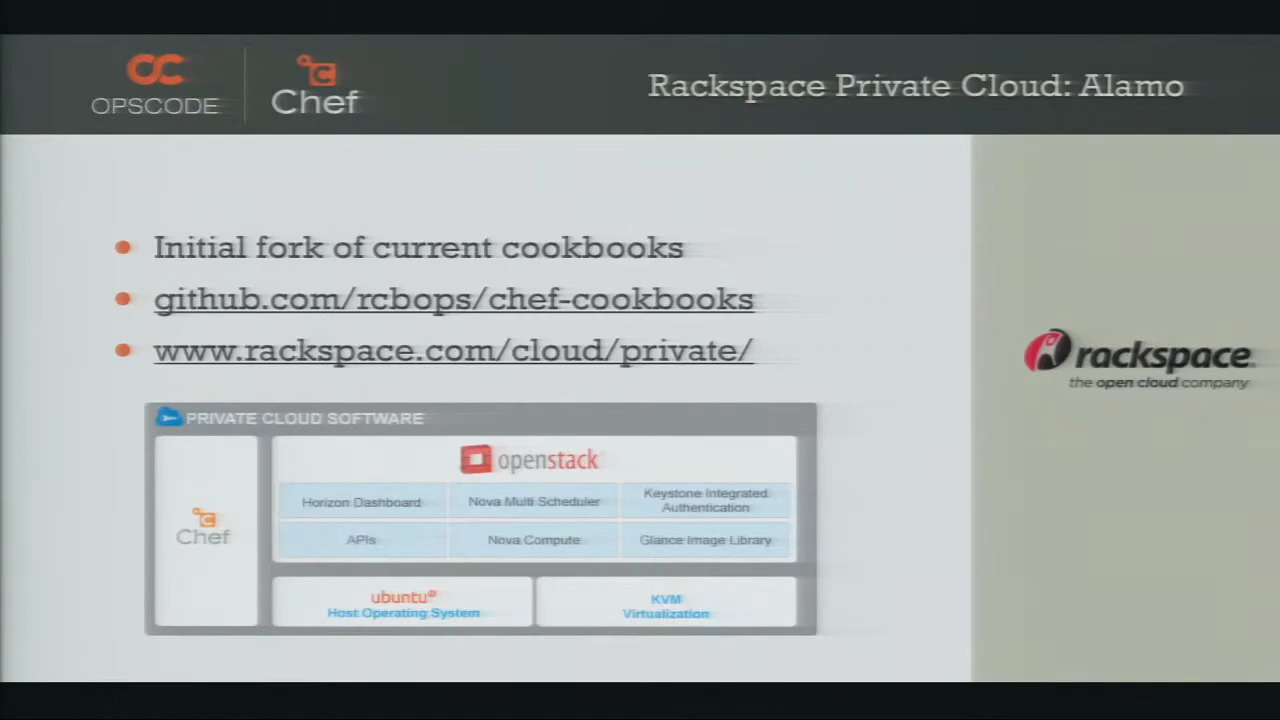 OPSCODE
Chef
Rackspace Private Cloud: Alamo
Initial fork of current cookbooks
github.com/rcbops/chef-cookbooks
www.rackspace.com/cloud/private/
rackspace
the open cloud company
PRIVATE CLOUD SOFTWARE
Chef
openstack
Horizon Dashboard
Nova Multi Scheduler
Keystone Integrated
Authentication
APIs
Nova Compute
Glance Image Library
ubuntu
Host Operating System
KVM
Virtualization